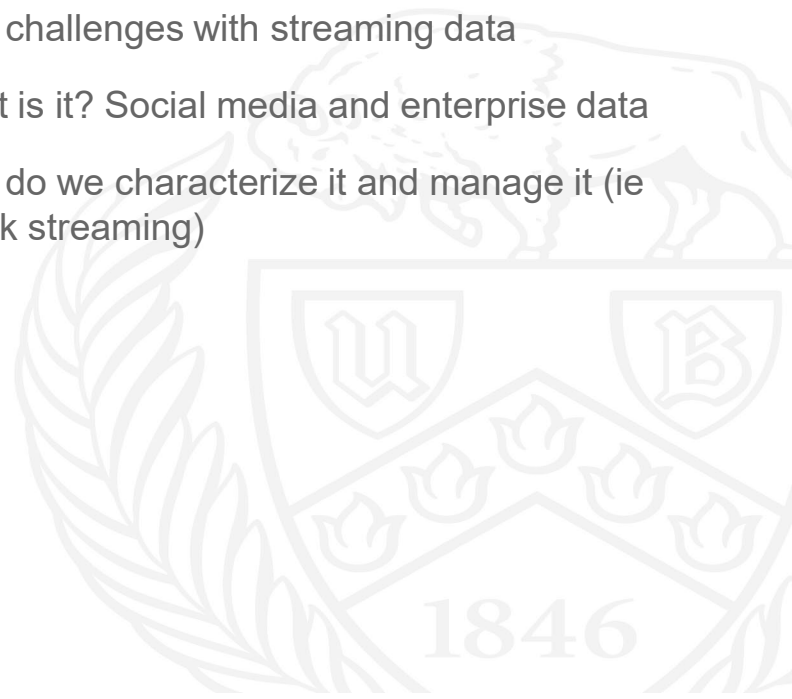 challenges with streaming data
t is it? Social media and enterprise data
do we characterize it and manage it (ie
k streaming)
U B
1846